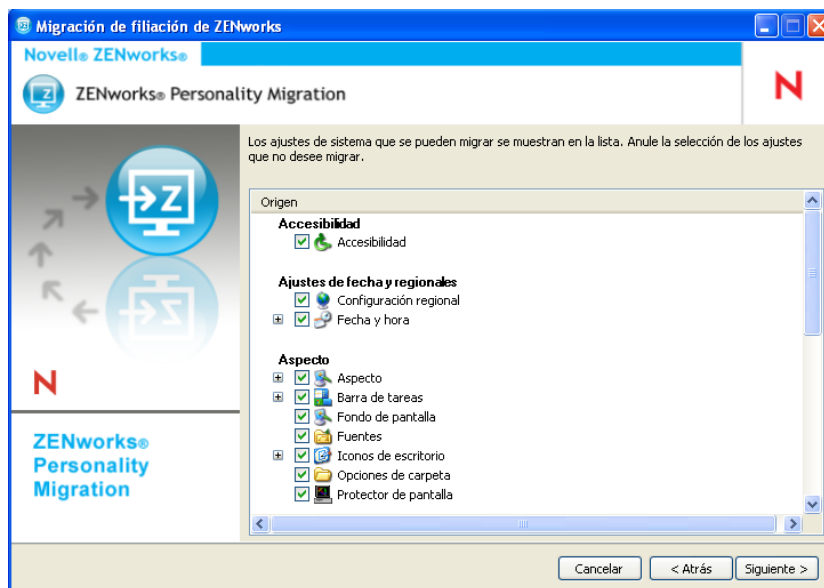 Migración de filiación de ZENworks
Novell® ZENworks®
ZENworks® Personality Migration
N
Los ajustes de sistema que se pueden migrar se muestran en la lista. Anule la selección de los ajustes
que no desee migrar.
Z
Origen
Accesibilidad
Accesibilidad
Ajustes de fecha y regionales
Configuración regional
Fecha y hora
Aspecto
Aspecto
Barra de tareas
Fondo de pantalla
Fuentes
Iconos de escritorio
Opciones de carpeta
Protector de pantalla
N
ZENworks®
Personality
Migration
Cancelar
< Atrás
Siguiente >